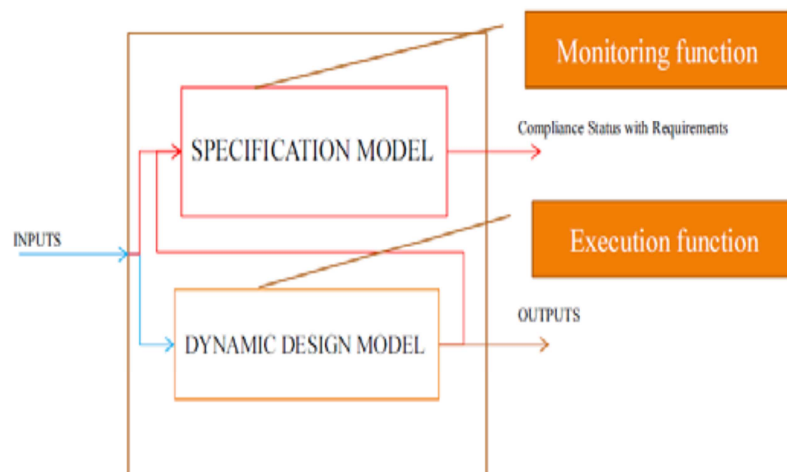 Monitoring function
Compliance Status with Requirements
SPECIFICATION MODEL
INPUTS
Execution function
OUTPUTS
DYNAMIC DESIGN MODEL